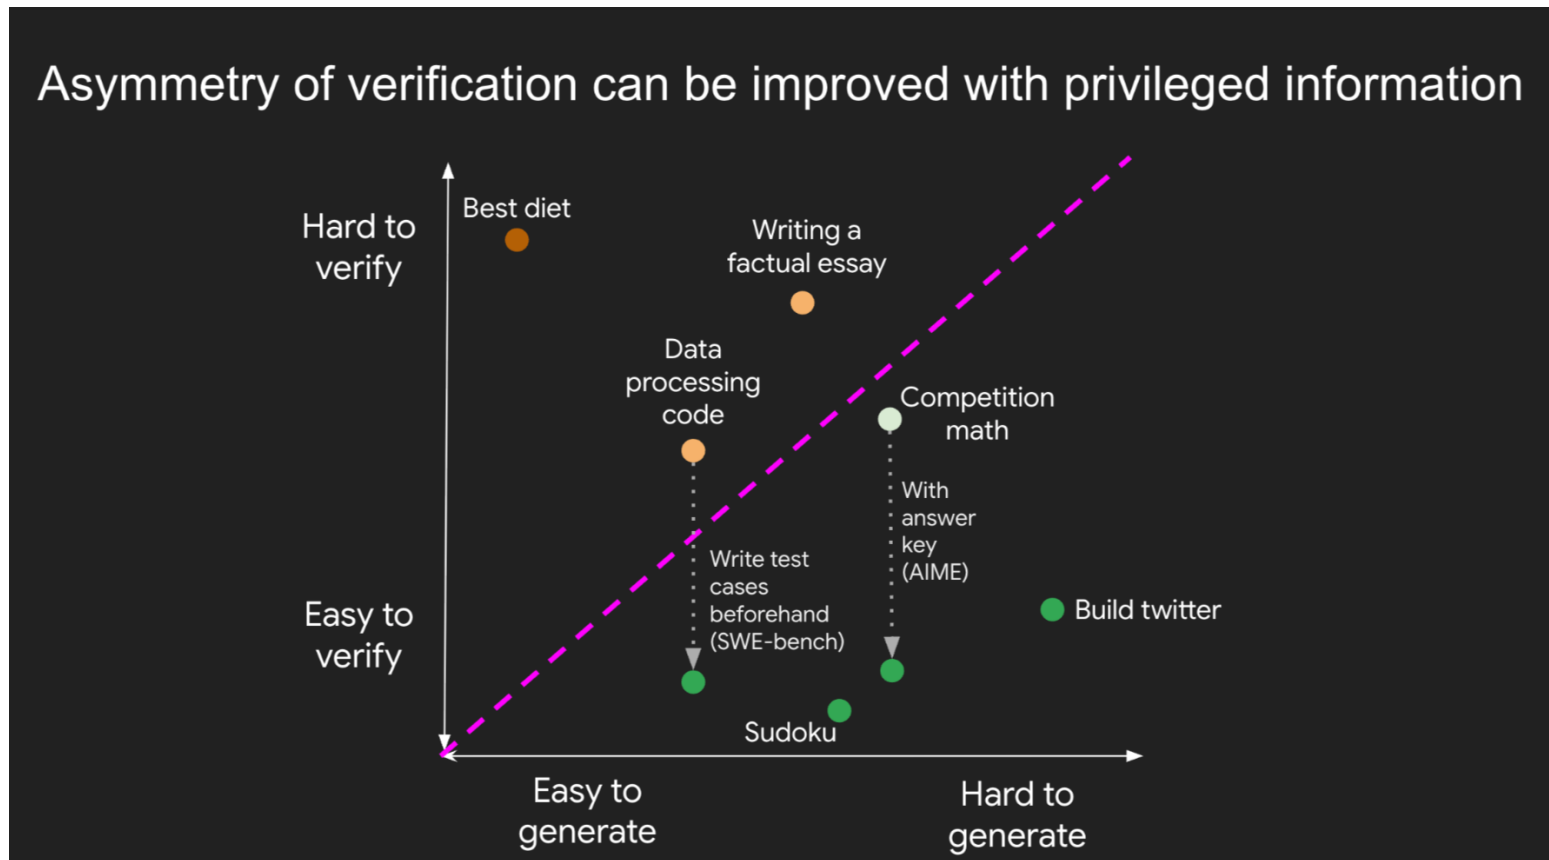 Asymmetry of verification can be improved with privileged information
Hard to
verify
Best diet
Writing a
factual essay
Data
processing
code
Competition
math
With
answer
key
(AIME)
Write test
cases
beforehand
(SWE-bench)
Build twitter
Easy to
verify
Sudoku
Easy to
generate
Hard to
generate